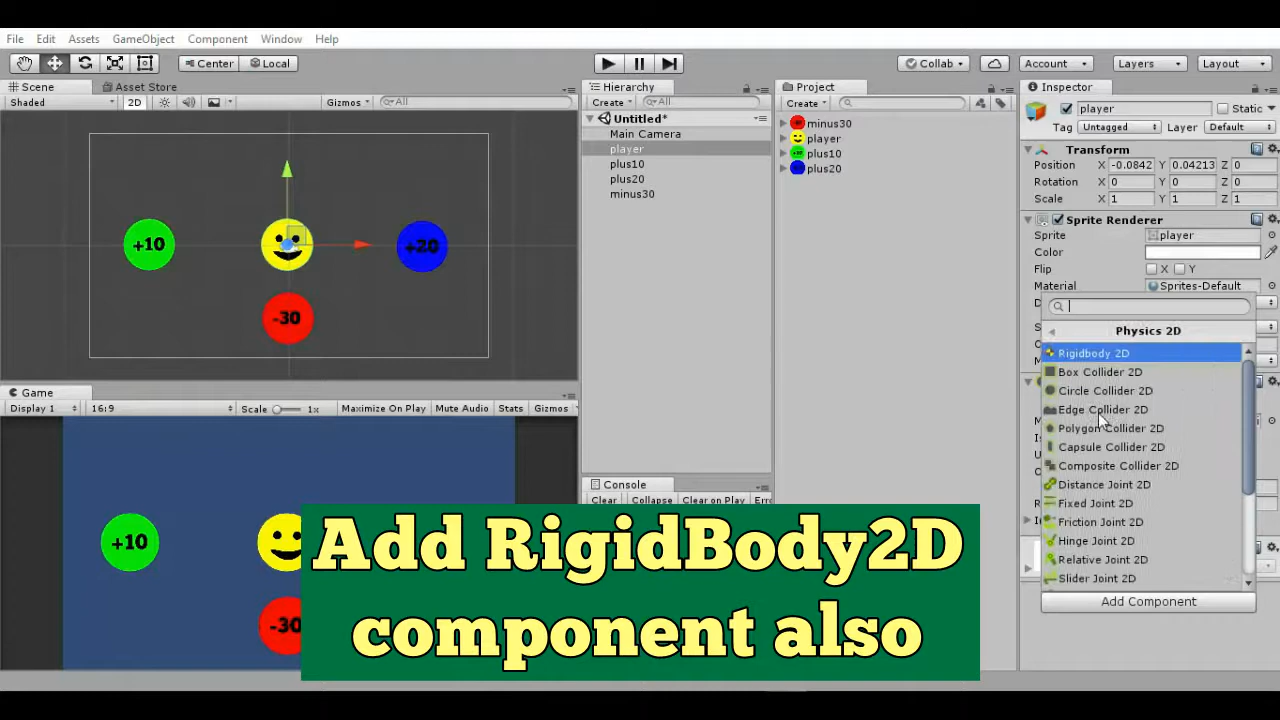 File Edit Assets GameObject Component Window Help
Center Local Collab Account Layers Layout
Scene Asset Store
Shaded 2D Gizmos All
+10 +20
-30
Game
Display 1 16:9 Scale 1x Maximize On Play Mute Audio Stats Gizmos
+10
-30
Hierarchy
Create All
Untitled*
Main Camera
player
plus10
plus20
minus30
Console
Clear Collapse Clear on Play
Project
Create
minus30
player
plus10
plus20
Inspector
player Static
Tag Untagged Layer Default
Transform
Position X -0.0842 Y 0.04213 Z 0
Rotation X 0 Y 0 Z 0
Scale X 1 Y 1 Z 1
Sprite Renderer
Sprite player
Color
Flip X Y
Material Sprites-Default
Physics 2D
Rigidbody 2D
Box Collider 2D
Circle Collider 2D
Edge Collider 2D
Polygon Collider 2D
Capsule Collider 2D
Composite Collider 2D
Distance Joint 2D
Fixed Joint 2D
Friction Joint 2D
Hinge Joint 2D
Relative Joint 2D
Slider Joint 2D
Add Component
Add RigidBody2D
component also